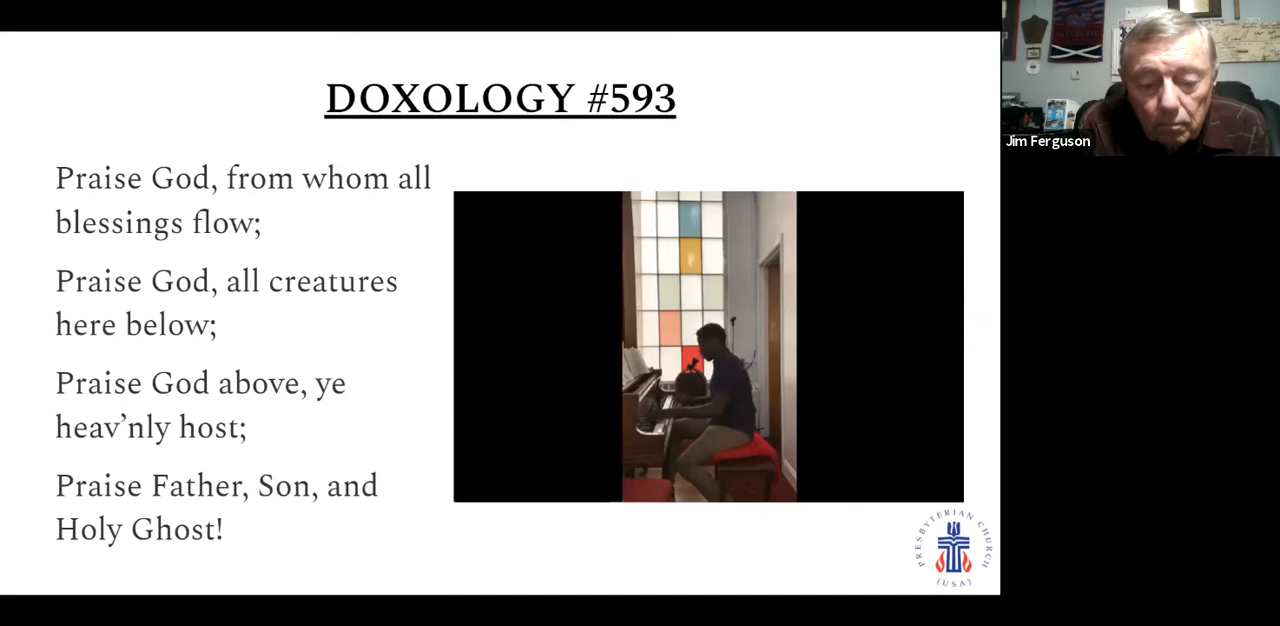 DOXOLOGY #593
Praise God, from whom all
blessings flow;
Praise God, all creatures
here below;
Praise God above, ye
heav’nly host;
Praise Father, Son, and
Holy Ghost!
PRESBYTERIAN CHURCH
(USA)
Jim Ferguson